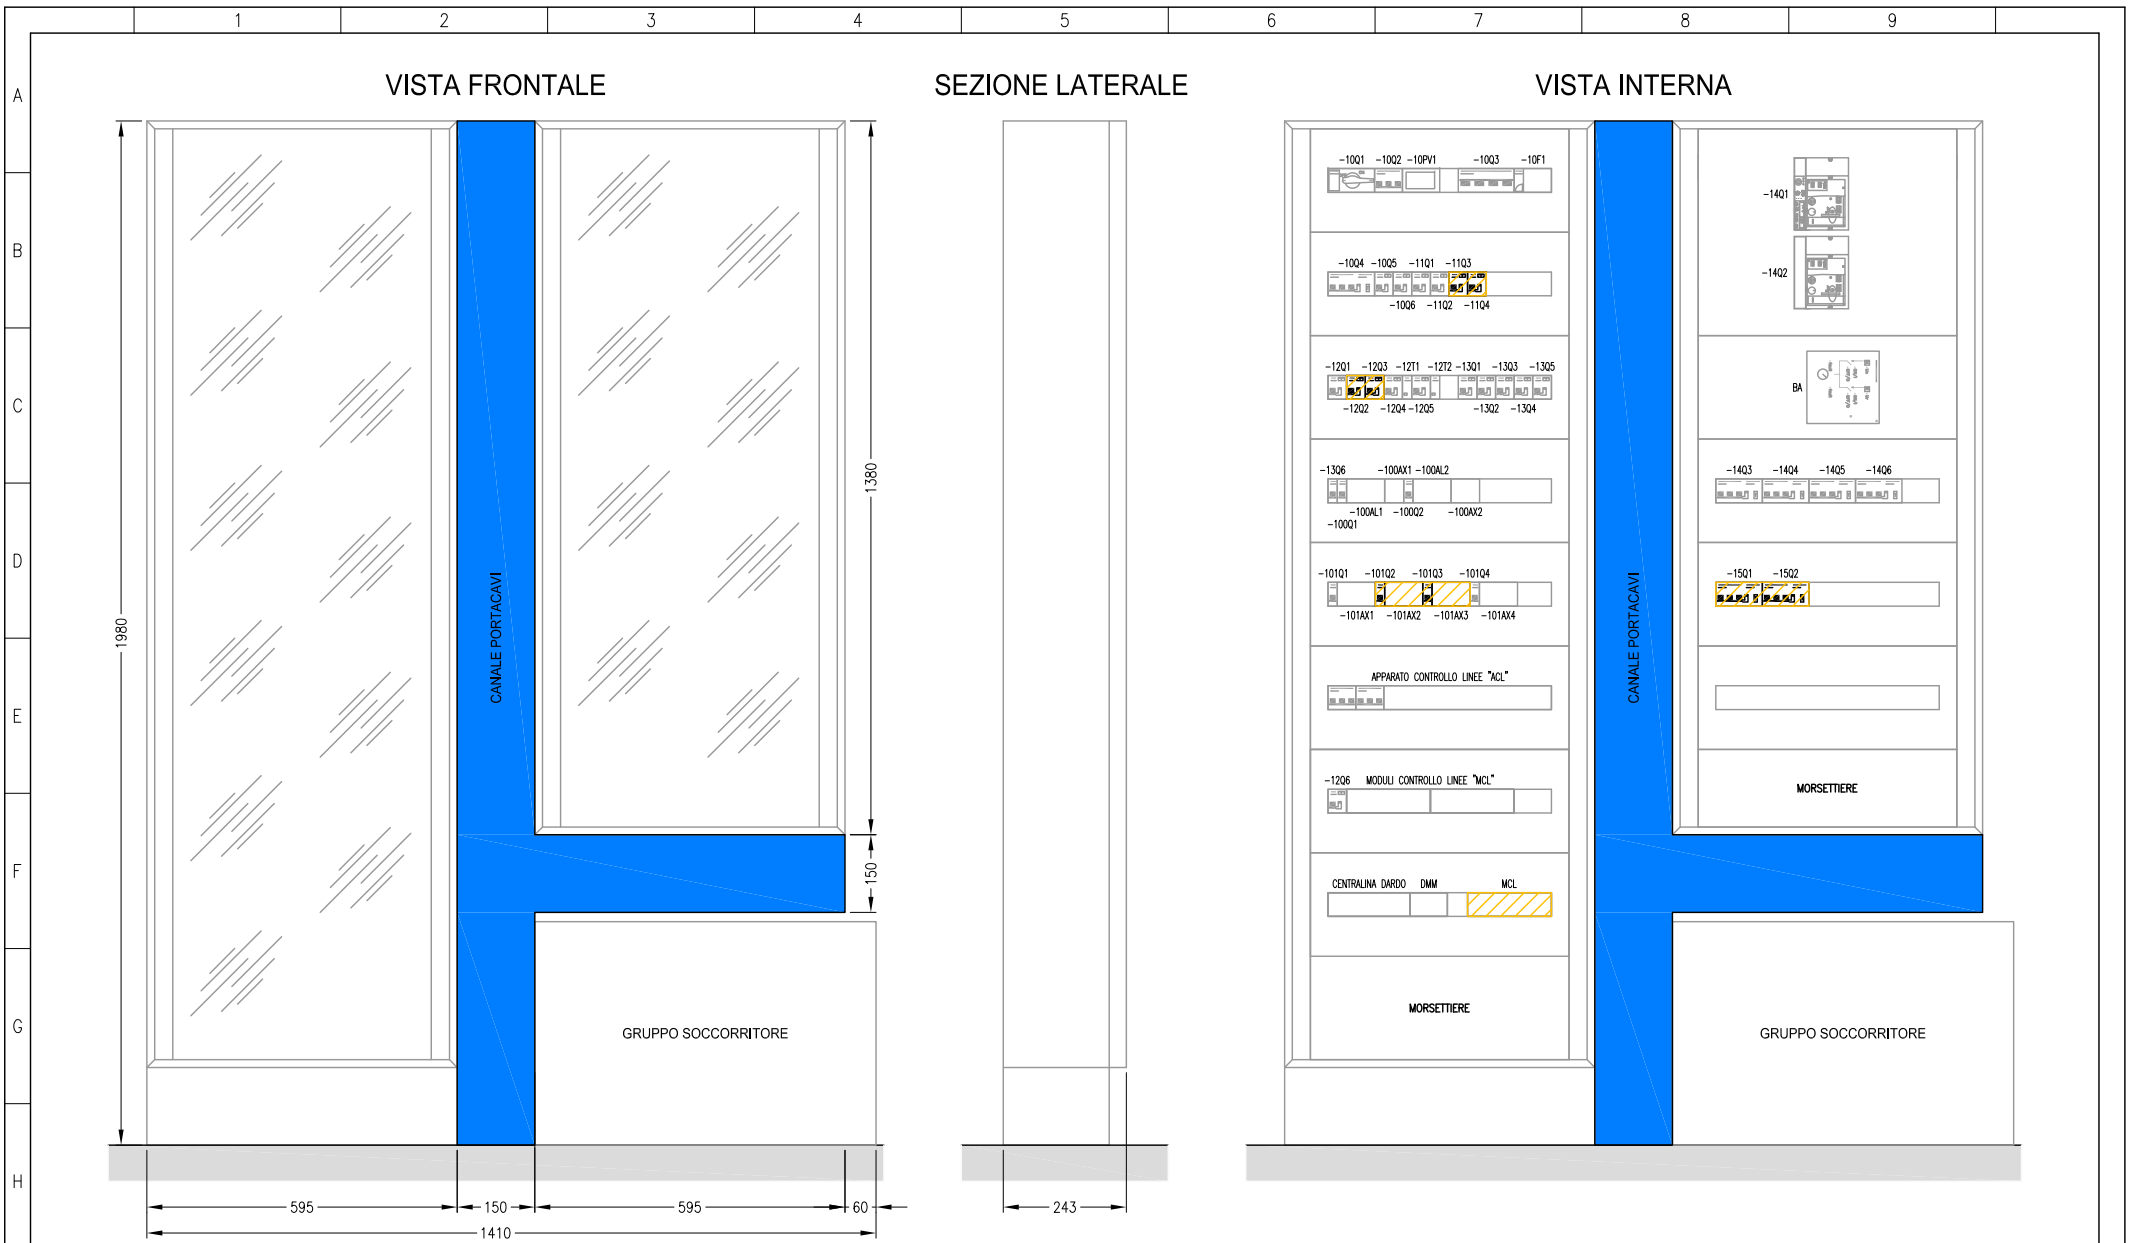 1 2 3 4 5 6 7 8 9
A
B
C
D
E
F
G
H
VISTA FRONTALE
SEZIONE LATERALE
VISTA INTERNA
1980
CANALE PORTACAVI
1380
150
GRUPPO SOCCORRITORE
595 150 595 60
1410
243
-10Q1 -10Q2 -10PV1 -10Q3 -10F1
-10Q4 -10Q5 -11Q1 -11Q3
-10Q6 -11Q2 -11Q4
-12Q1 -12Q3 -12T1 -12T2 -13Q1 -13Q3 -13Q5
-12Q2 -12Q4 -12Q5 -13Q2 -13Q4
-13Q6 -100AX1 -100AL2
-100AL1 -100Q2 -100AX2
-100Q1
-101Q1 -101Q2 -101Q3 -101Q4
-101AX1 -101AX2 -101AX3 -101AX4
APPARATO CONTROLLO LINEE "ACL"
-12Q6 MODULI CONTROLLO LINEE "MCL"
CENTRALINA DARDO DMM MCL
MORSETTIERE
CANALE PORTACAVI
-14Q1
-14Q2
BA
-14Q3 -14Q4 -14Q5 -14Q6
-15Q1 -15Q2
MORSETTIERE
GRUPPO SOCCORRITORE